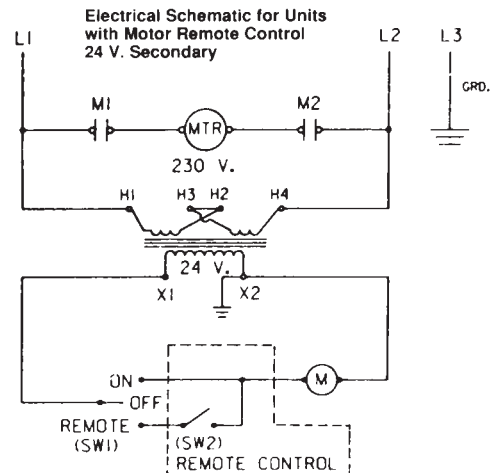 Electrical Schematic for Units
with Motor Remote Control
24 V. Secondary
L1
L2
L3
GRD.
M1
M2
MTR
230 V.
H1
H3
H2
H4
24 V.
X1
X2
ON
OFF
M
REMOTE
(SW1)
(SW2)
REMOTE CONTROL